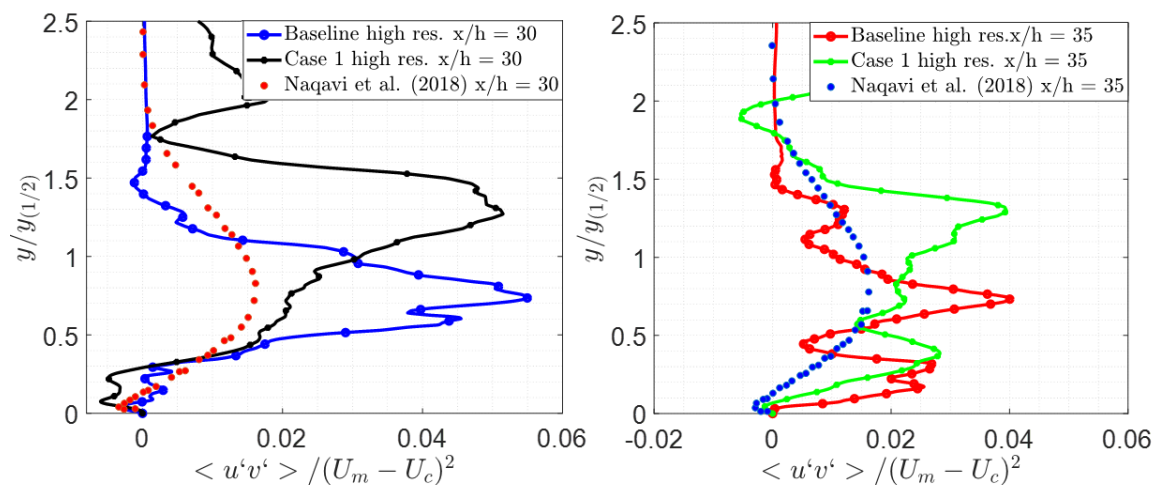 2.5
2
1.5
1
0.5
0
y/y(1/2)
Baseline high res. x/h = 30
Case 1 high res. x/h = 30
Naqavi et al. (2018) x/h = 30
0 0.02 0.04 0.06
< u‘v‘ > /(Um − Uc)²
2.5
2
1.5
1
0.5
0
y/y(1/2)
Baseline high res.x/h = 35
Case 1 high res. x/h = 35
Naqavi et al. (2018) x/h = 35
-0.02 0 0.02 0.04 0.06
< u‘v‘ > /(Um − Uc)²